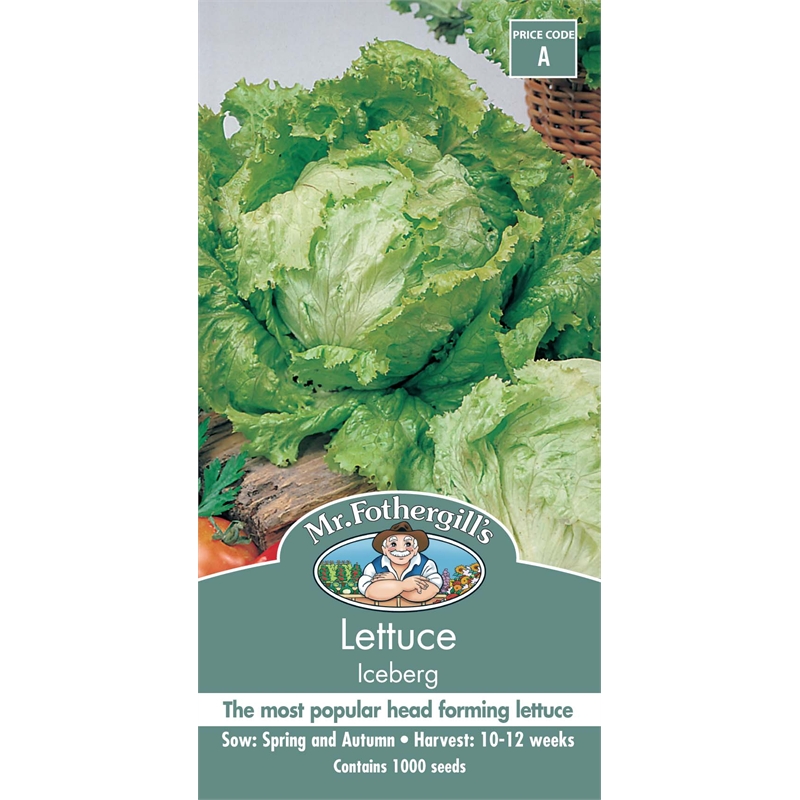 PRICE CODE
A
Mr. Fothergill's
Lettuce
Iceberg
The most popular head forming lettuce
Sow: Spring and Autumn • Harvest: 10-12 weeks
Contains 1000 seeds